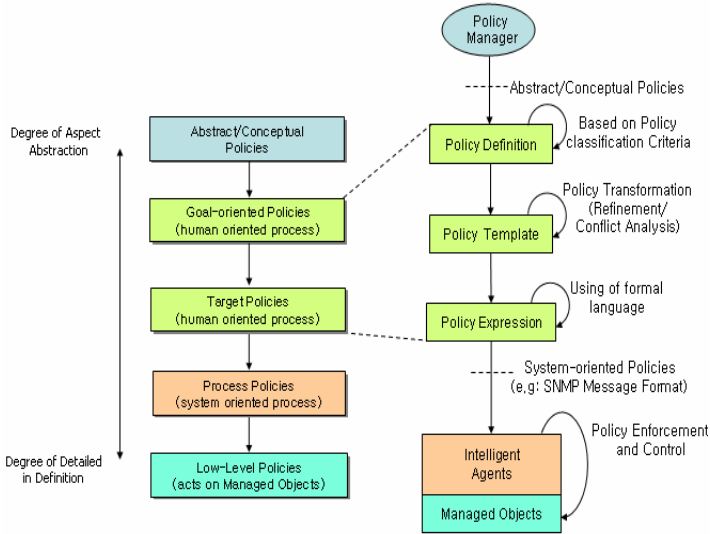 Policy
Manager
Abstract/Conceptual Policies
Degree of Aspect
Abstraction
Abstract/Conceptual
Policies
Policy Definition
Based on Policy
classification Criteria
Goal-oriented Policies
(human oriented process)
Policy Template
Policy Transformation
(Refinement/
Conflict Analysis)
Target Policies
(human oriented process)
Policy Expression
Using of formal
language
Process Policies
(system oriented process)
System-oriented Policies
(e,g: SNMP Message Format)
Degree of Detailed
in Definition
Low-Level Policies
(acts on Managed Objects)
Intelligent
Agents
Policy Enforcement
and Control
Managed Objects